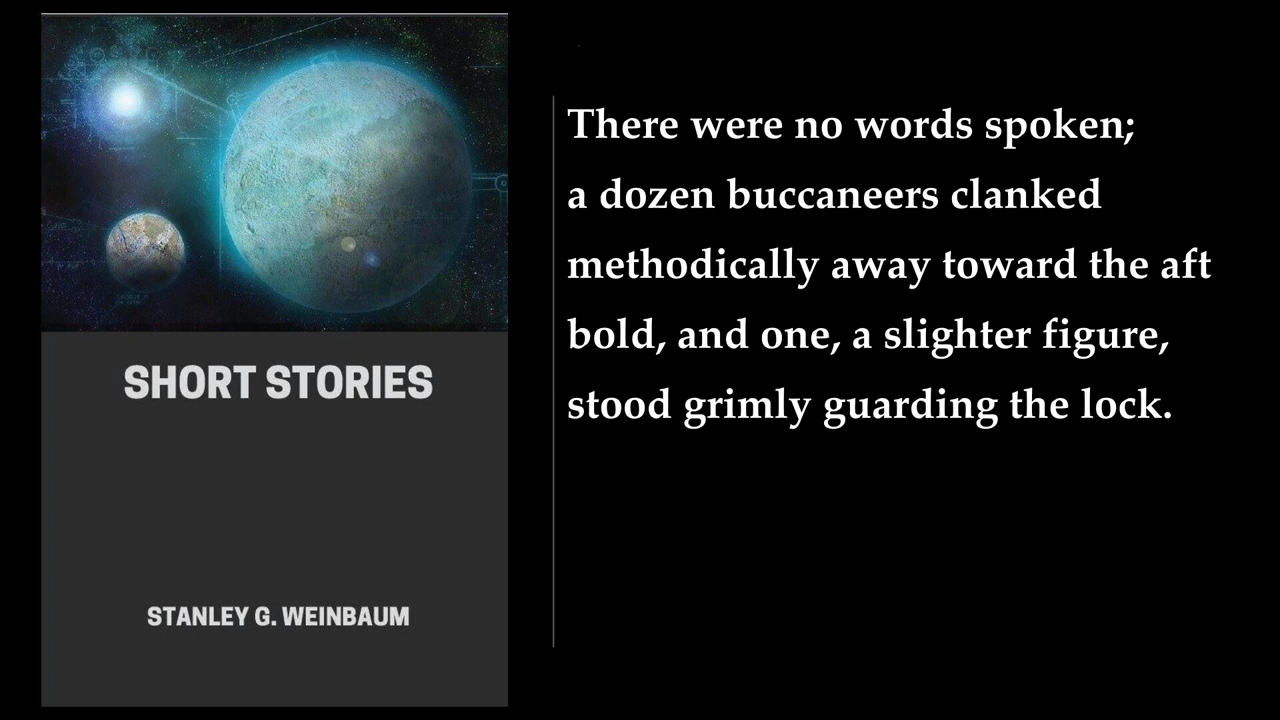 SHORT STORIES
STANLEY G. WEINBAUM
There were no words spoken;
a dozen buccaneers clanked
methodically away toward the aft
bold, and one, a slighter figure,
stood grimly guarding the lock.